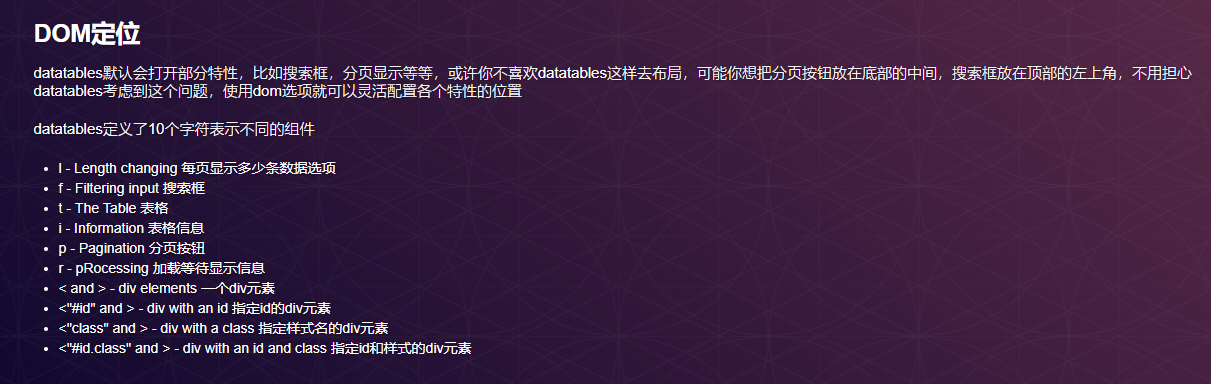 DOM定位
datatables默认会打开部分特性，比如搜索框，分页显示等等，或许你不喜欢datatables这样去布局，可能你想把分页按钮放在底部的中间，搜索框放在顶部的左上角，不用担心
datatables考虑到这个问题，使用dom选项就可以灵活配置各个特性的位置
datatables定义了10个字符表示不同的组件
• l - Length changing 每页显示多少条数据选项
• f - Filtering input 搜索框
• t - The Table 表格
• i - Information 表格信息
• p - Pagination 分页按钮
• r - pRocessing 加载等待显示信息
• < and > - div elements 一个div元素
• <"#id" and > - div with an id 指定id的div元素
• <"class" and > - div with a class 指定样式名的div元素
• <"#id.class" and > - div with an id and class 指定id和样式的div元素